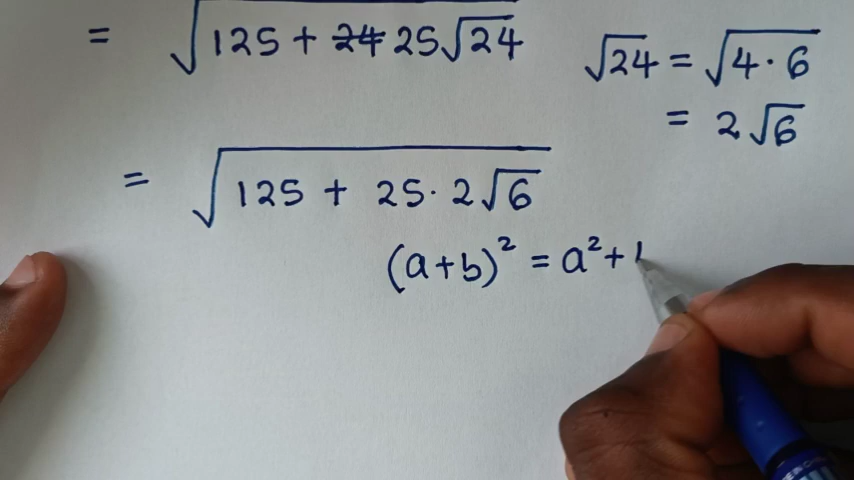 = √125 + 24 25√24
√24 = √4·6
= 2√6
= √125 + 25·2√6
(a+b)² = a² +